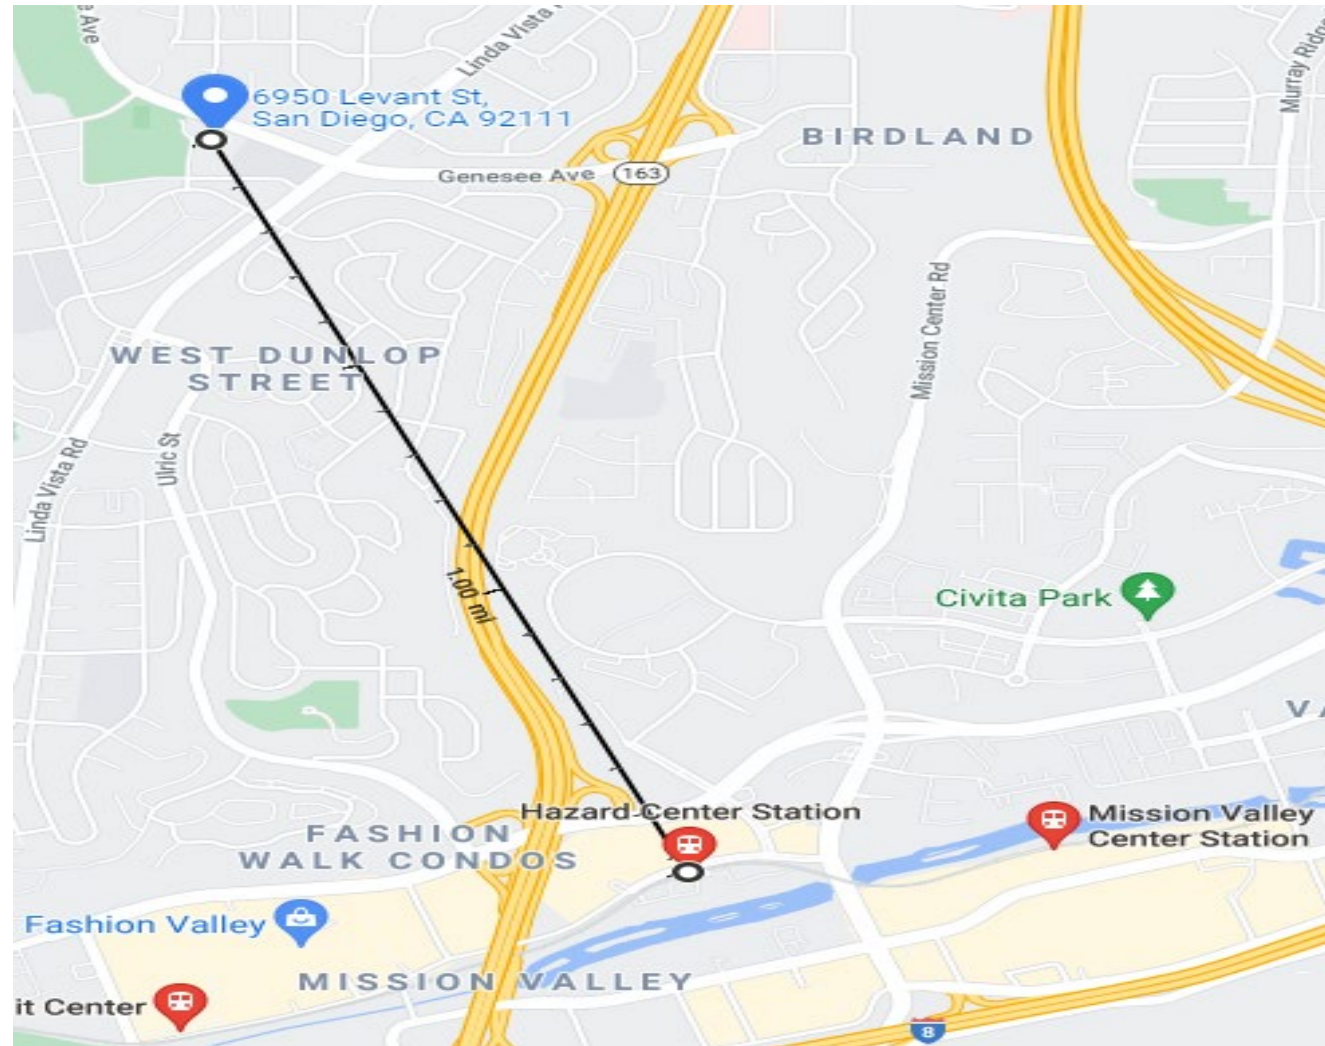 Ave
Linda Vista
6950 Levant St,
San Diego, CA 92111
Murray Ridge
BIRDLAND
Genesee Ave
163
Mission Center Rd
WEST DUNLOP
STREET
Ulric St
Linda Vista Rd
1.00 mi
Civita Park
VA
Hazard Center Station
Mission Valley
Center Station
FASHION
WALK CONDOS
Fashion Valley
MISSION VALLEY
it Center
8